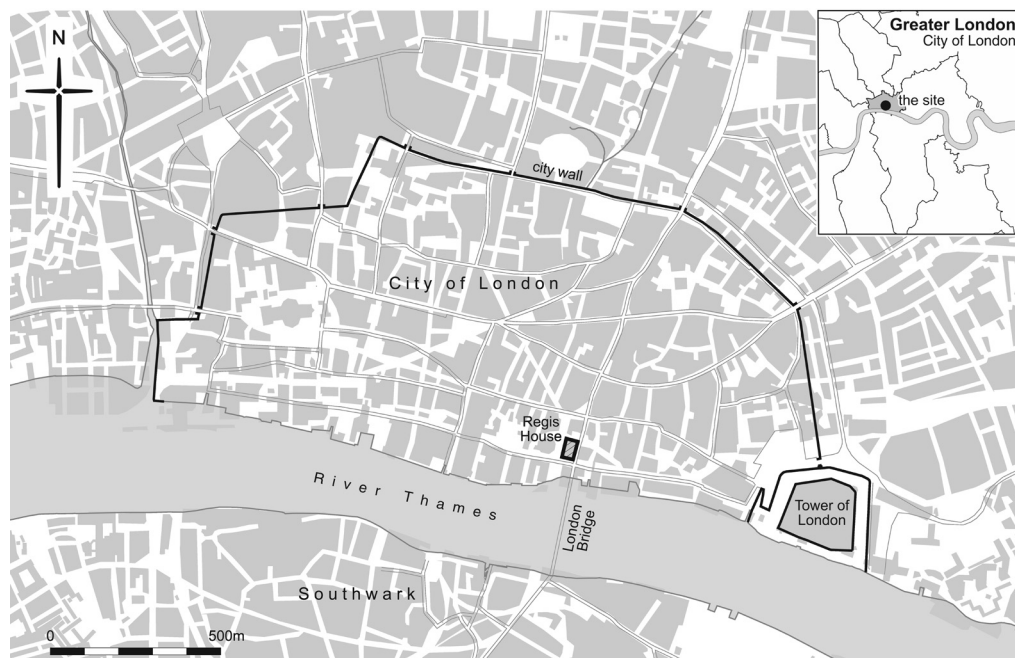 N
Greater London
City of London
the site
city wall
City of London
Regis
House
River Thames
London
Bridge
Tower of
London
Southwark
0
500m